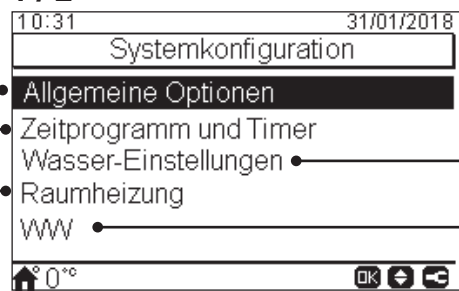 10:31 31/01/2018
Systemkonfiguration
Allgemeine Optionen
Zeitprogramm und Timer
Wasser-Einstellungen
Raumheizung
WW
0°C OK